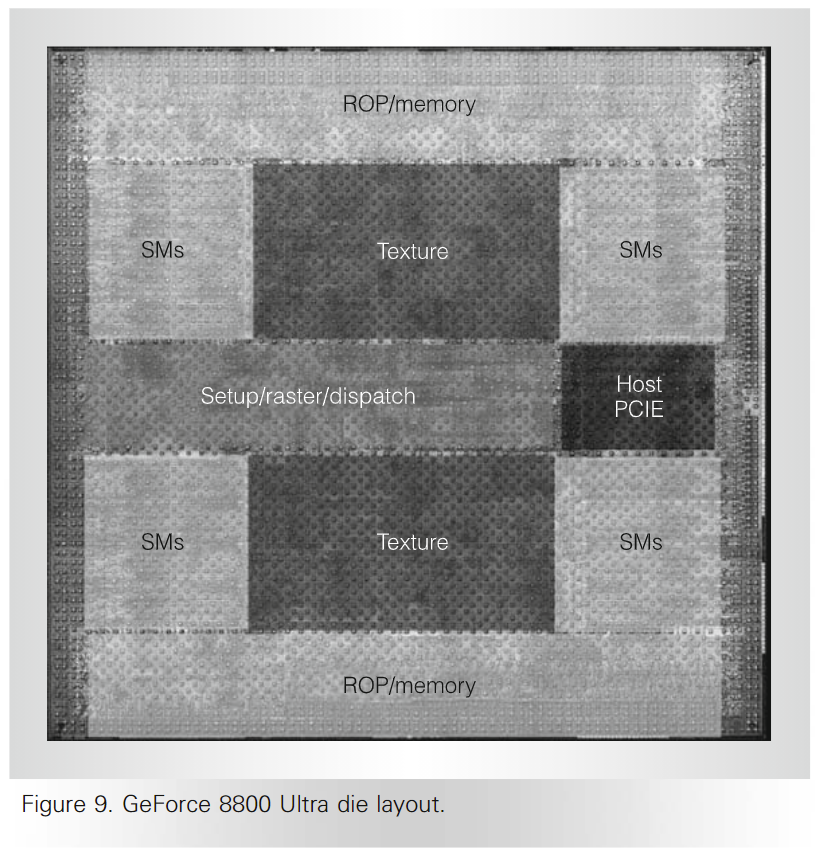 ROP/memory
SMs
Texture
SMs
Setup/raster/dispatch
Host
PCIE
SMs
Texture
SMs
ROP/memory
Figure 9. GeForce 8800 Ultra die layout.